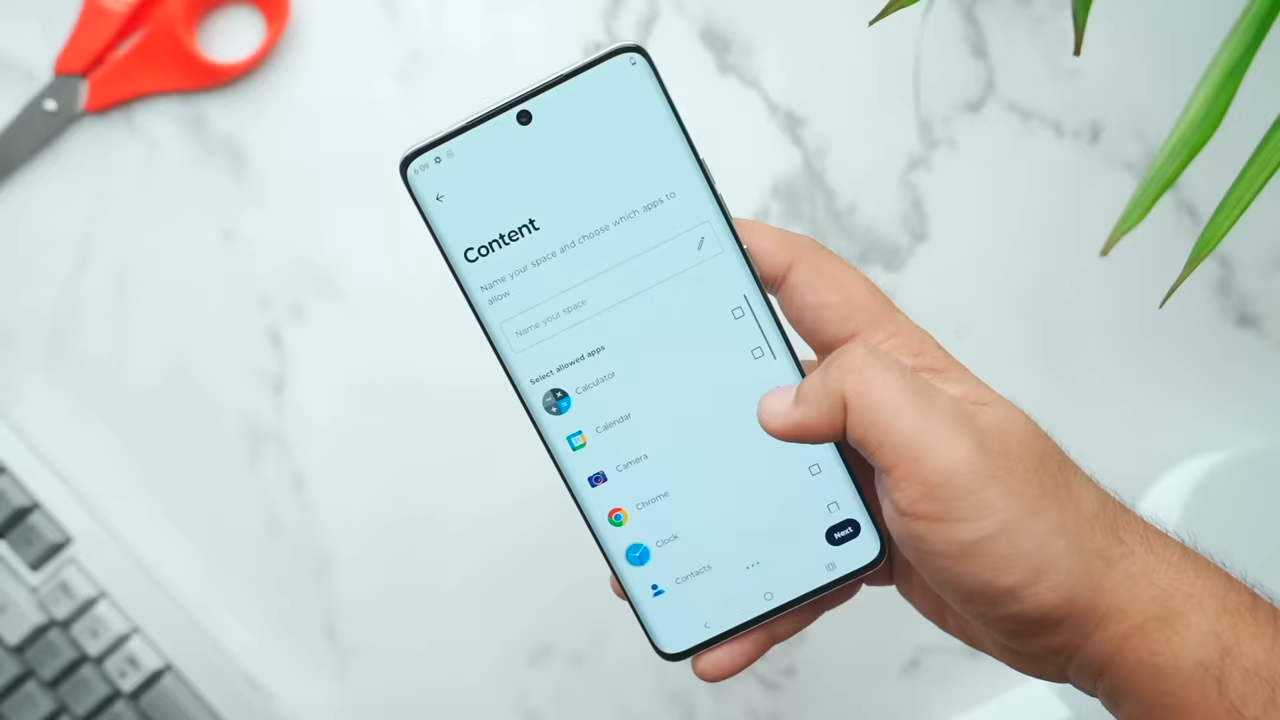 6:09
Content
Name your space and choose which apps to
allow
Name your space
Select allowed apps
Calculator
Calendar
Camera
Chrome
Clock
Contacts
Next